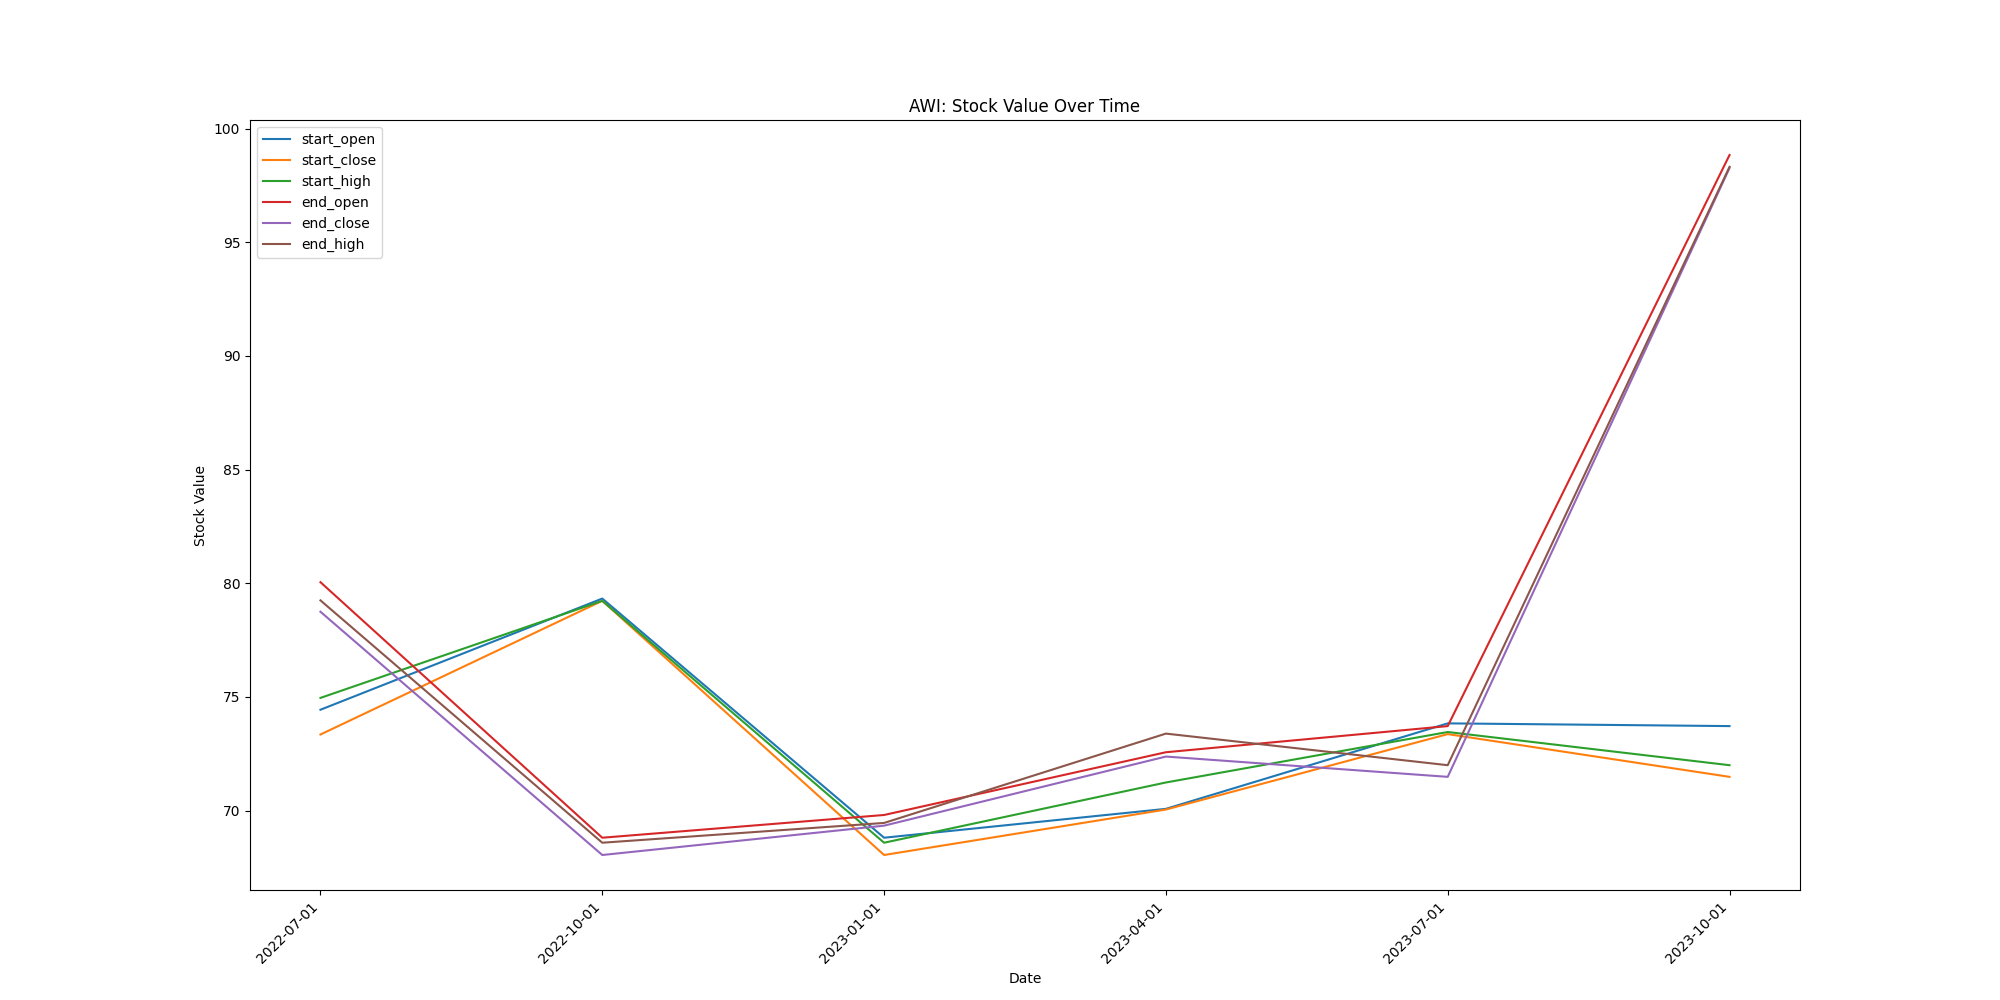 AWI: Stock Value Over Time
100
95
90
85
80
75
70
Stock Value
start_open
start_close
start_high
end_open
end_close
end_high
2022-07-01
2022-10-01
2023-01-01
2023-04-01
2023-07-01
2023-10-01
Date